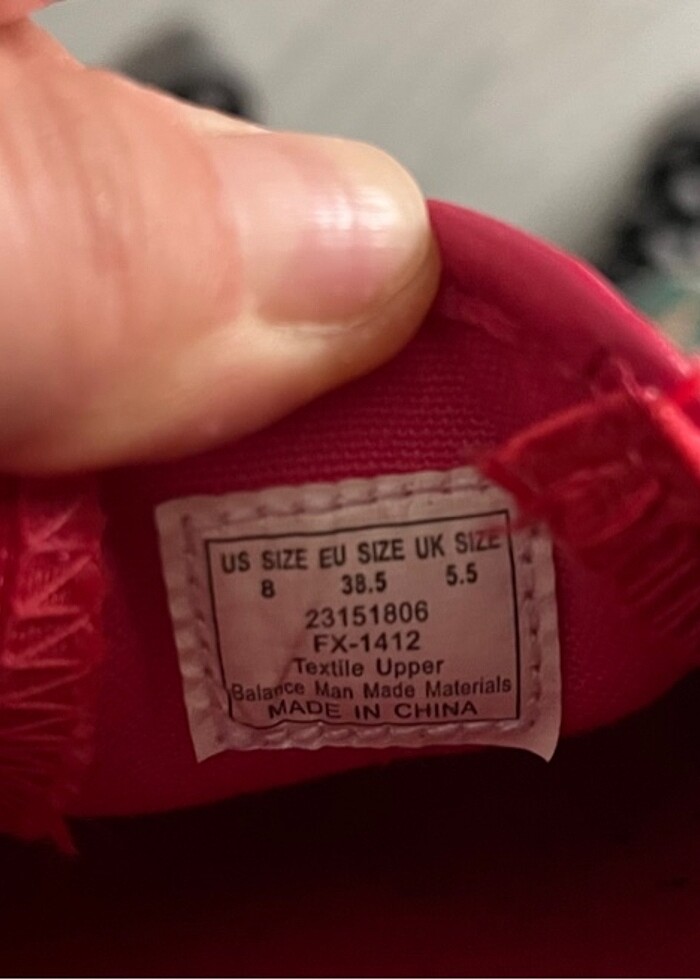 US SIZE EU SIZE UK SIZE
8 38.5 5.5
23151806
FX-1412
Textile Upper
Balance Man Made Materials
MADE IN CHINA